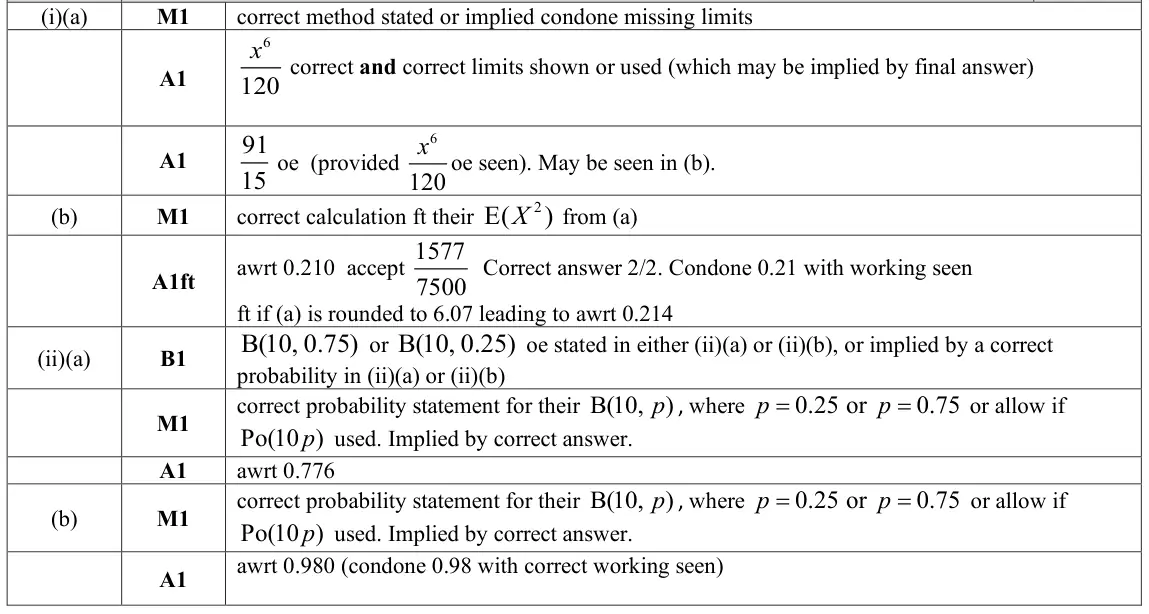 (i)(a) M1 correct method stated or implied condone missing limits
A1 x⁶/120 correct and correct limits shown or used (which may be implied by final answer)
A1 91/15 oe (provided x⁶/120 oe seen). May be seen in (b).
(b) M1 correct calculation ft their E(X²) from (a)
A1ft awrt 0.210 accept 1577/7500 Correct answer 2/2. Condone 0.21 with working seen
ft if (a) is rounded to 6.07 leading to awrt 0.214
(ii)(a) B1 B(10, 0.75) or B(10, 0.25) oe stated in either (ii)(a) or (ii)(b), or implied by a correct
probability in (ii)(a) or (ii)(b)
M1 correct probability statement for their B(10, p), where p = 0.25 or p = 0.75 or allow if
Po(10p) used. Implied by correct answer.
A1 awrt 0.776
(b) M1 correct probability statement for their B(10, p), where p = 0.25 or p = 0.75 or allow if
Po(10p) used. Implied by correct answer.
A1 awrt 0.980 (condone 0.98 with correct working seen)